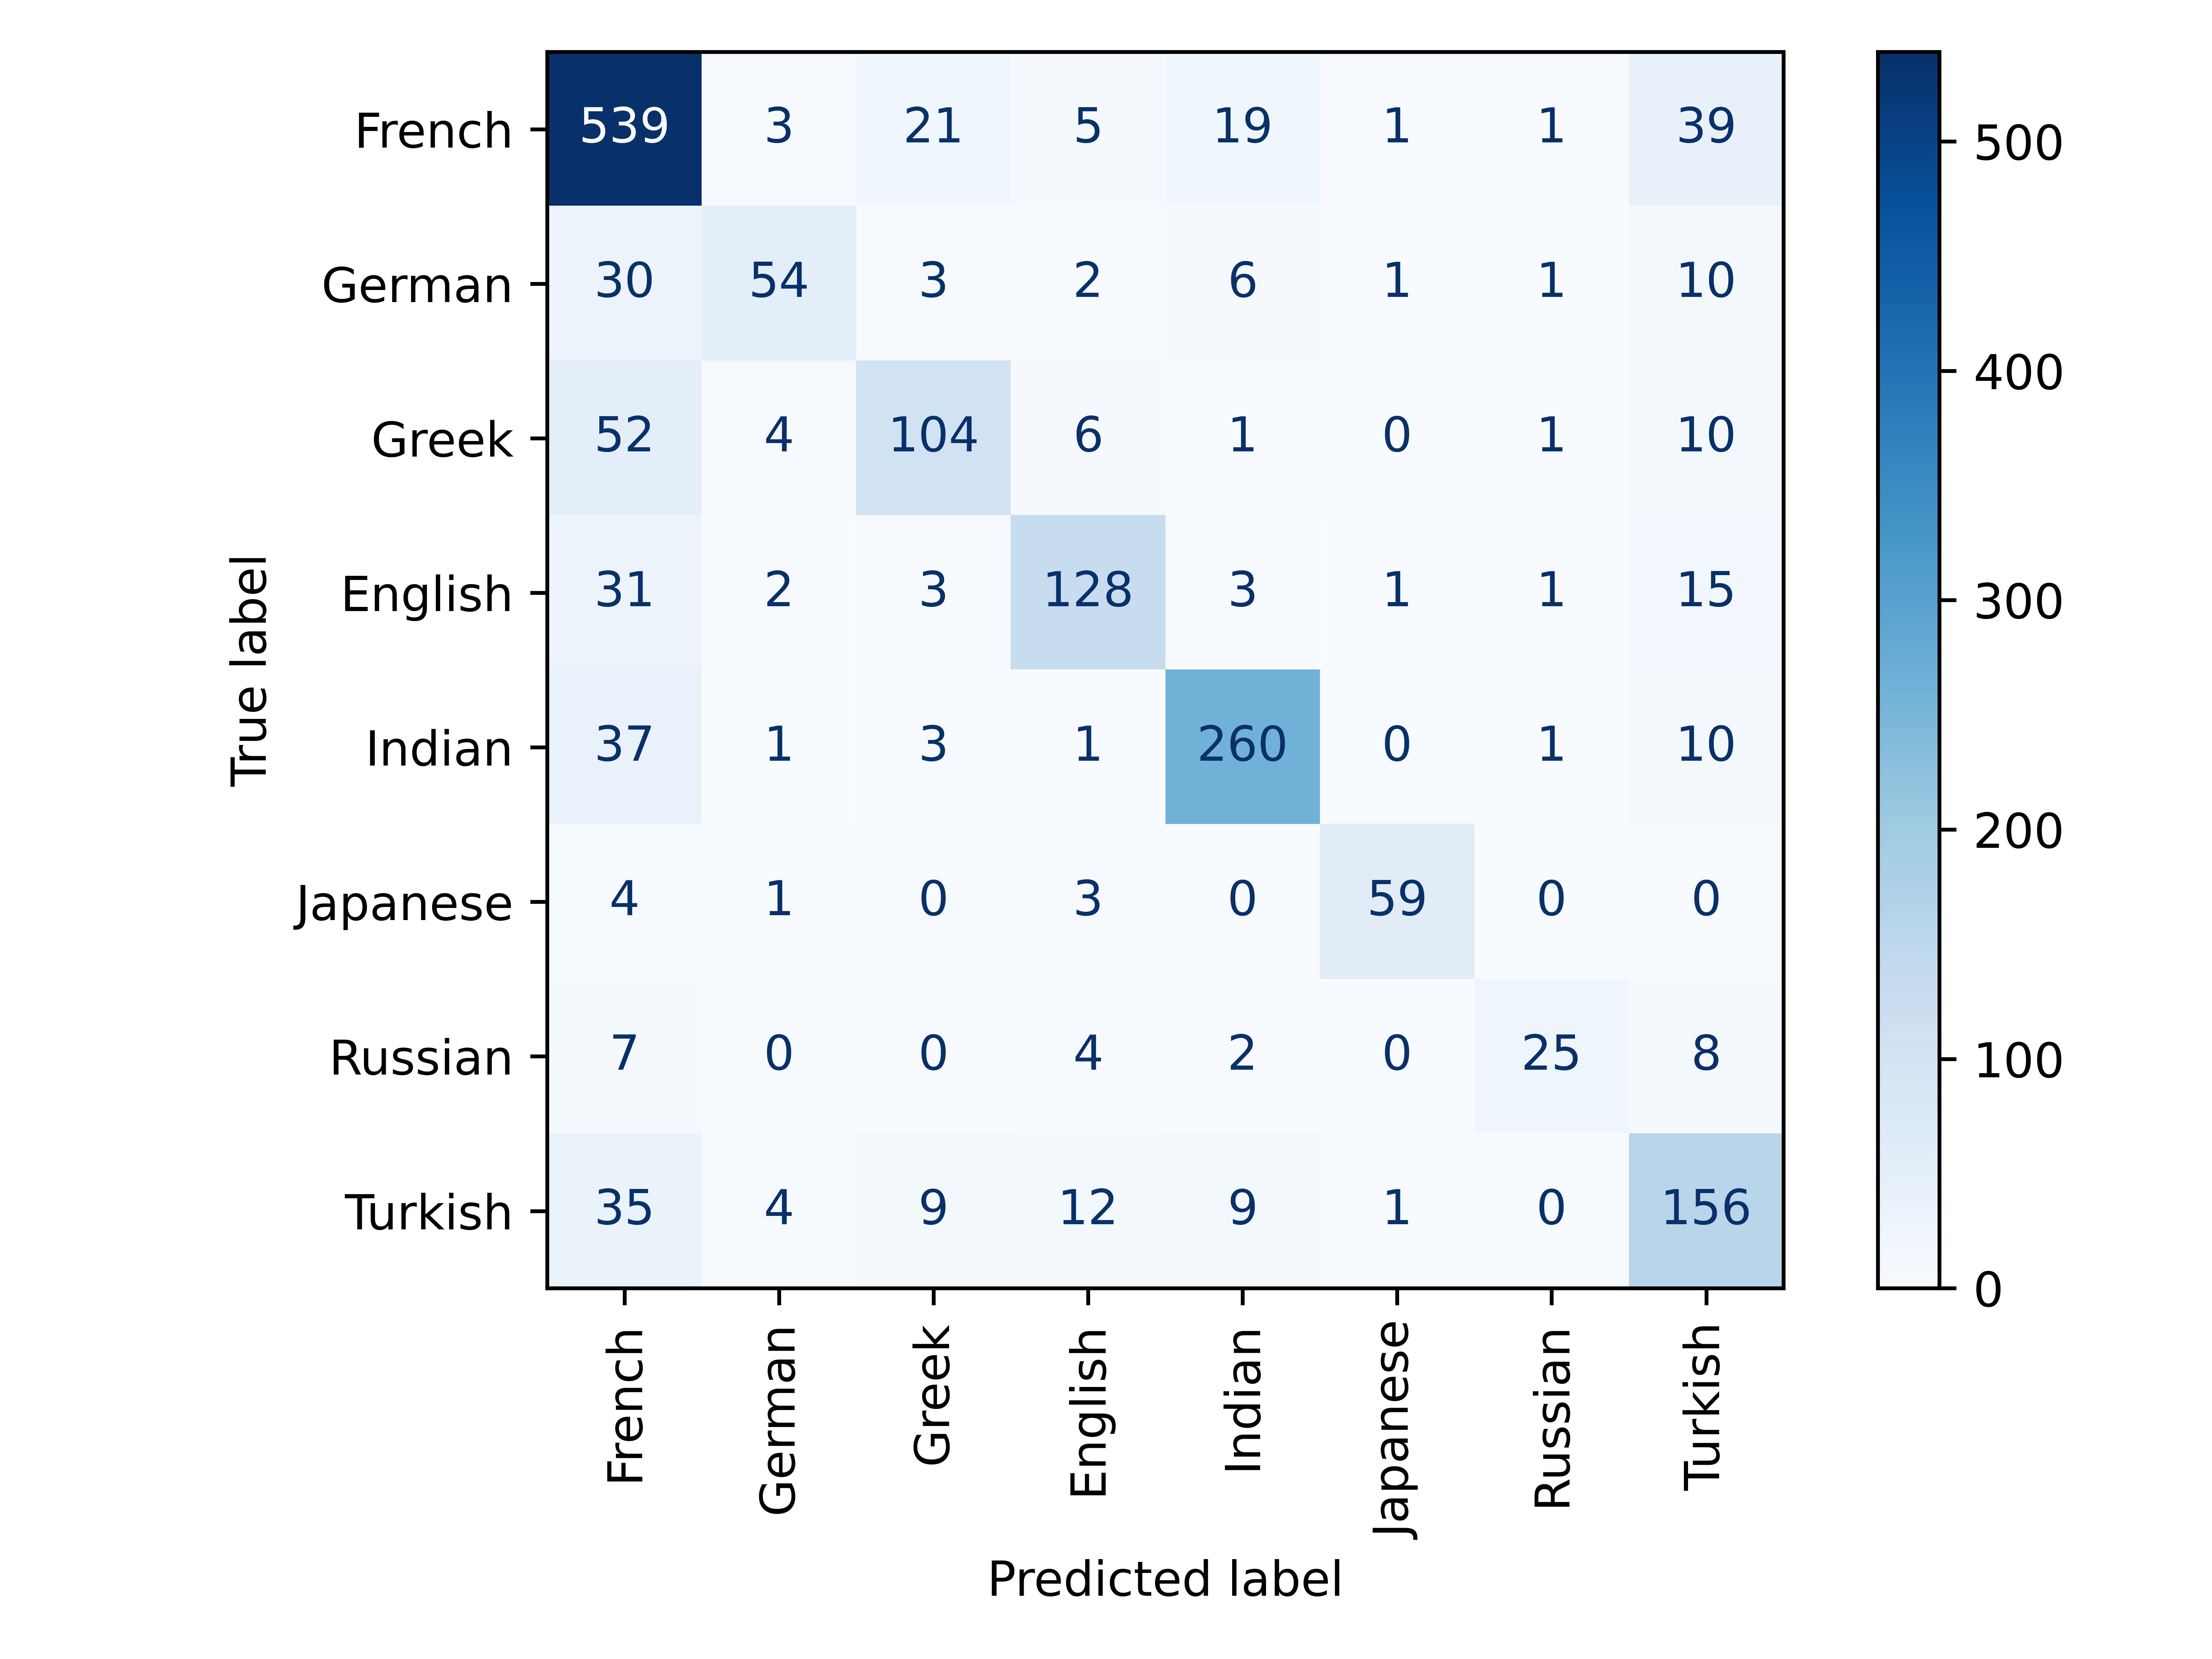 True label
French 539 3 21 5 19 1 1 39
German 30 54 3 2 6 1 1 10
Greek 52 4 104 6 1 0 1 10
English 31 2 3 128 3 1 1 15
Indian 37 1 3 1 260 0 1 10
Japanese 4 1 0 3 0 59 0 0
Russian 7 0 0 4 2 0 25 8
Turkish 35 4 9 12 9 1 0 156
French German Greek English Indian Japanese Russian Turkish
Predicted label
500
400
300
200
100
0